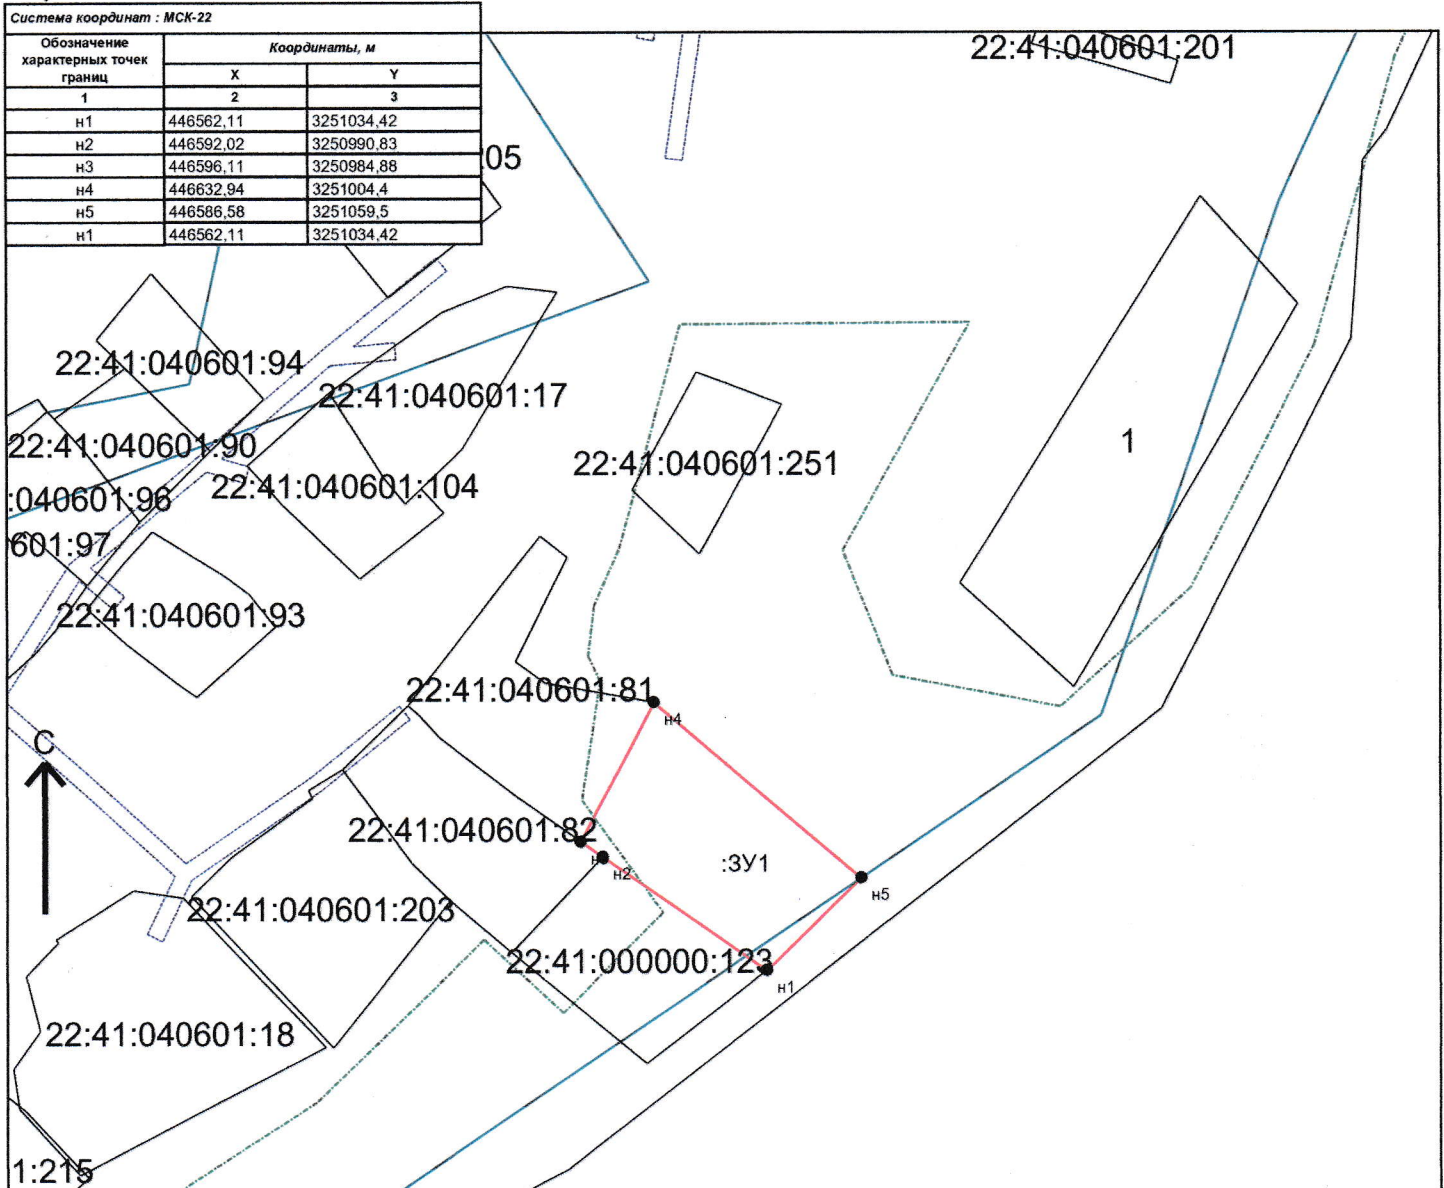 Система координат : МСК-22
Обозначение характерных точек границ
Координаты, м
X
Y
1
2
3
н1 446562,11 3251034,42
н2 446592,02 3250990,83
н3 446596,11 3250984,88
н4 446632,94 3251004,4
н5 446586,58 3251059,5
н1 446562,11 3251034,42
22:41:040601:201
:05
22:41:040601:94
22:41:040601:17
1
22:41:040601:90
22:41:040601:251
22:41:040601:104
:040601:96
601:97
22:41:040601:93
22:41:040601:81
н4
С
22:41:040601:82
н
н2
:ЗУ1
н5
22:41:040601:203
22:41:000000:123
н1
22:41:040601:18
1:215